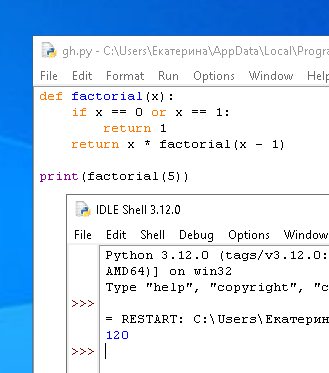 gh.py - C:\Users\Екатерина\AppData\Local\Progra
File Edit Format Run Options Window Help
def factorial(x):
    if x == 0 or x == 1:
        return 1
    return x * factorial(x - 1)
print(factorial(5))
IDLE Shell 3.12.0
File Edit Shell Debug Options Window
Python 3.12.0 (tags/v3.12.0:
AMD64)] on win32
Type "help", "copyright", "c
>>>
= RESTART: C:\Users\Екатерин
120
>>>